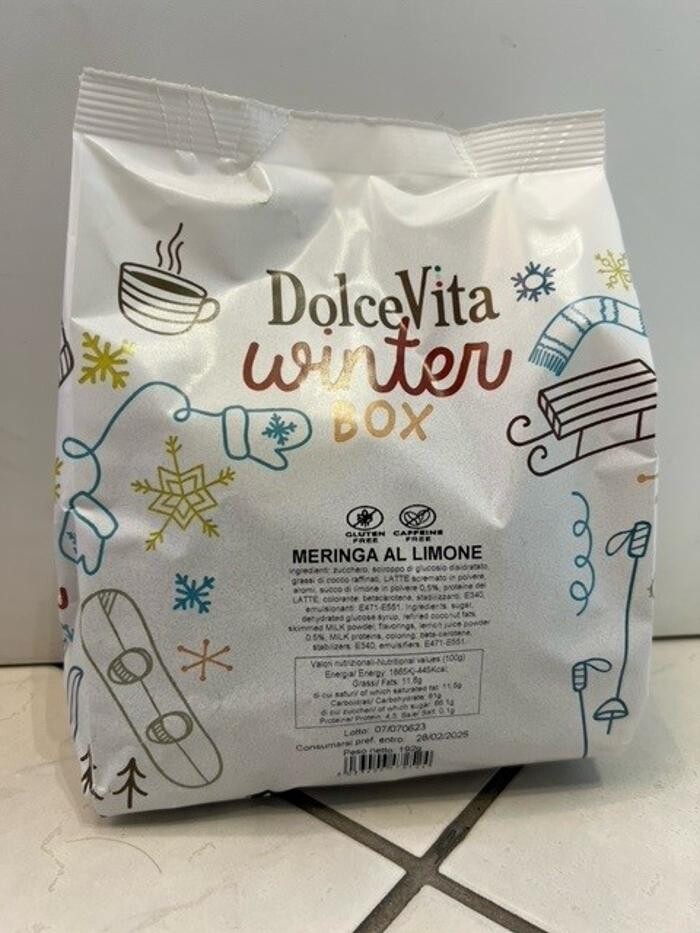 DolceVita
winter
BOX
GLUTEN FREE
CAFFEINE FREE
MERINGA AL LIMONE
Ingredienti: zucchero, sciroppo di glucosio disidratato,
grassi di cocco raffinati, LATTE scremato in polvere,
aromi, succo di limone in polvere 0,5%, proteine del
LATTE, colorante: betacarotene, stabilizzanti: E340,
emulsionanti: E471-E551. Ingredients: sugar,
dehydrated glucose syrup, refined coconut fats,
skimmed MILK powder, flavorings, lemon juice powder
0.5%, MILK proteins, coloring: beta-carotene,
stabilizers: E340, emulsifiers: E471-E551.
Valori nutrizionali-Nutritional values (100g)
Energia/ Energy: 1865Kj-445Kcal;
Grassi/ Fats: 11,6g
di cui saturi/ of which saturated fat: 11,5g
Carboidrati/ Carbohydrate: 81g
di cui zuccheri/ of which sugar: 66,1g
Proteine/ Protein: 4,3; Sale/ Salt: 0,1g
Lotto: 07/070623
Consumarsi pref. entro: 28/02/2025
Peso netto: 192g